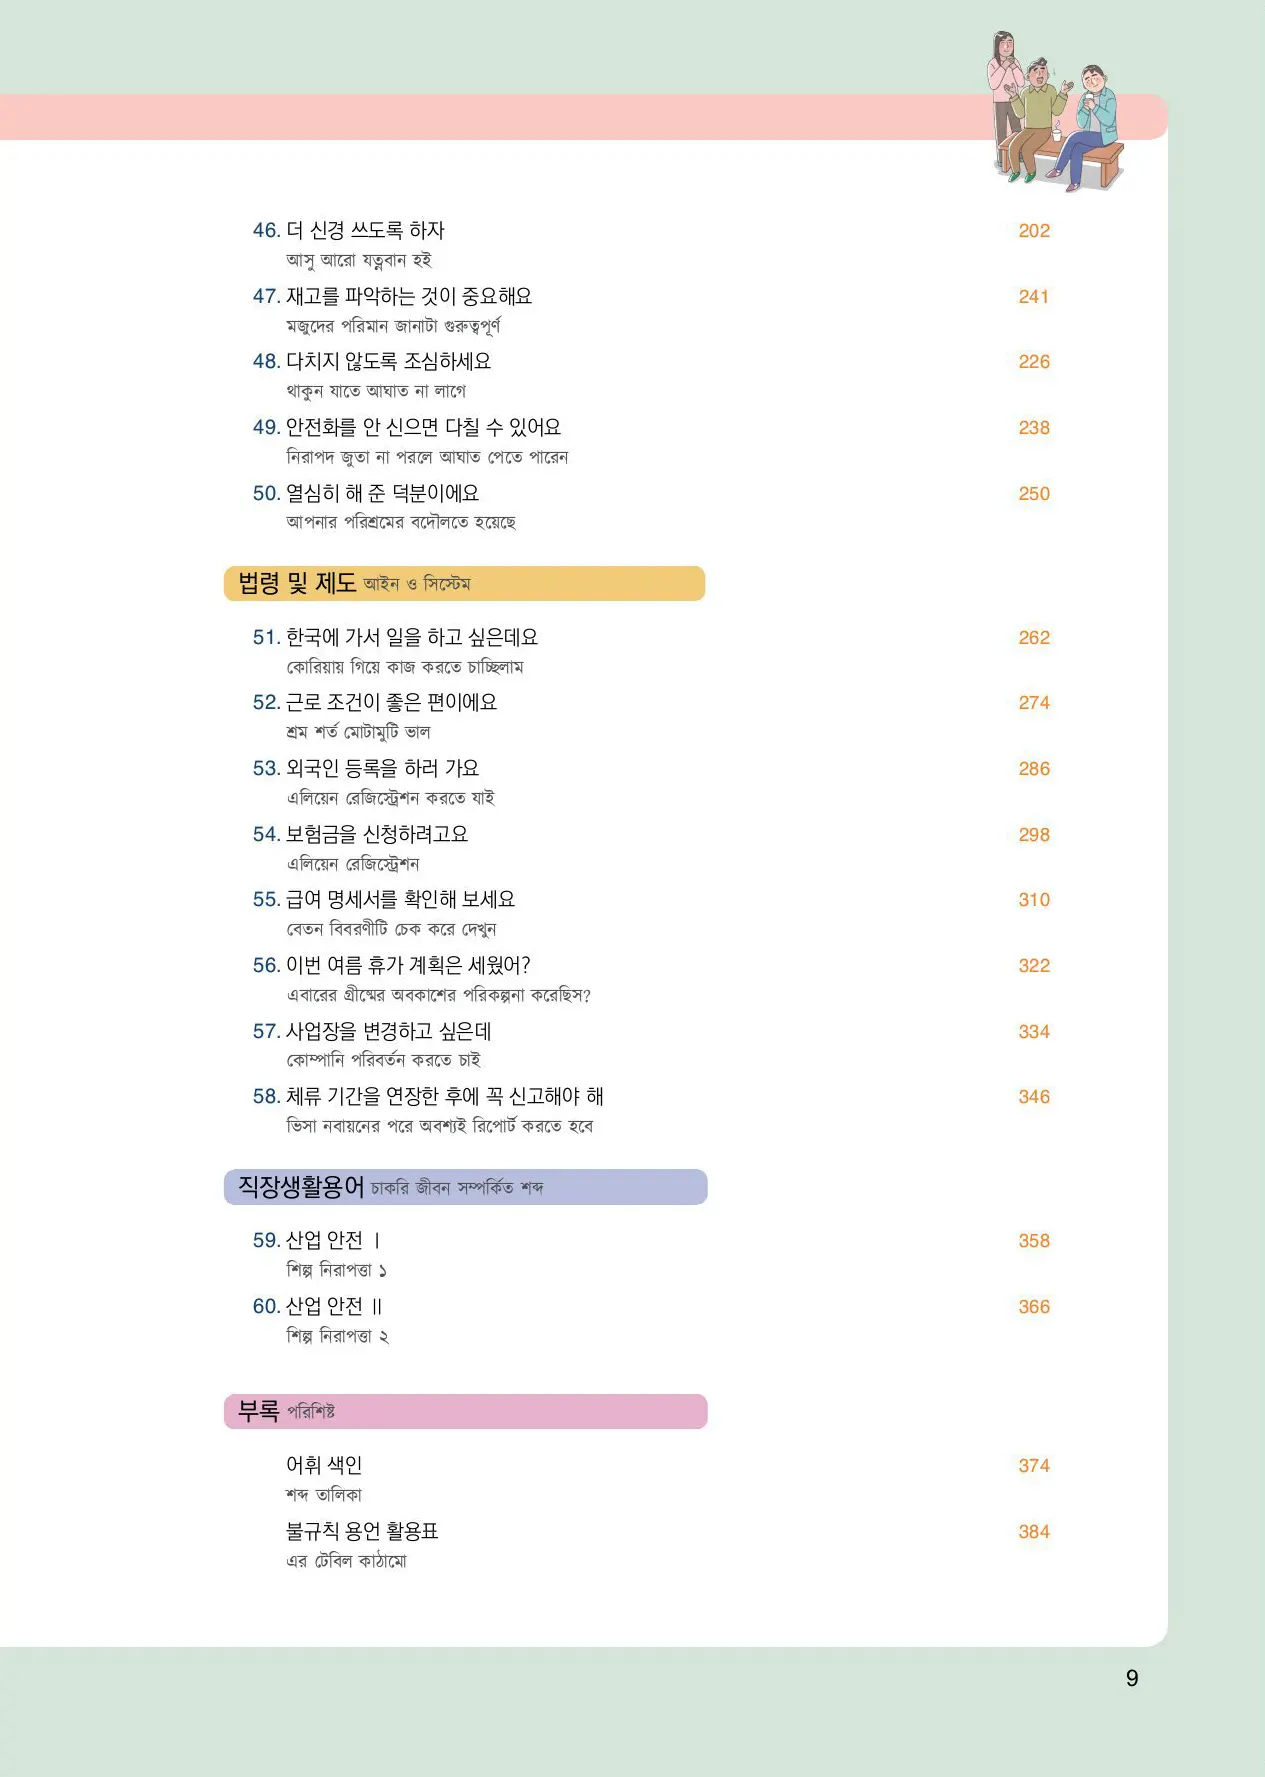 46. 더 신경 쓰도록 하자 202
আসু আরো যত্নবান হই
47. 재고를 파악하는 것이 중요해요 241
মজুদের পরিমান জানাটা গুরুত্বপূর্ণ
48. 다치지 않도록 조심하세요 226
থাকুন যাতে আঘাত না লাগে
49. 안전화를 안 신으면 다칠 수 있어요 238
নিরাপদ জুতা না পরলে আঘাত পেতে পারেন
50. 열심히 해 준 덕분이에요 250
আপনার পরিশ্রমের বদৌলতে হয়েছে
법령 및 제도 আইন ও সিস্টেম
51. 한국에 가서 일을 하고 싶은데요 262
কোরিয়ায় গিয়ে কাজ করতে চাচ্ছিলাম
52. 근로 조건이 좋은 편이에요 274
শ্রম শর্ত মোটামুটি ভাল
53. 외국인 등록을 하러 가요 286
এলিয়েন রেজিস্ট্রেশন করতে যাই
54. 보험금을 신청하려고요 298
এলিয়েন রেজিস্ট্রেশন
55. 급여 명세서를 확인해 보세요 310
বেতন বিবরণীটি চেক করে দেখুন
56. 이번 여름 휴가 계획은 세웠어? 322
এবারের গ্রীষ্মের অবকাশের পরিকল্পনা করেছিস?
57. 사업장을 변경하고 싶은데 334
কোম্পানি পরিবর্তন করতে চাই
58. 체류 기간을 연장한 후에 꼭 신고해야 해 346
ভিসা নবায়নের পরে অবশ্যই রিপোর্ট করতে হবে
직장생활용어 চাকরি জীবন সম্পর্কিত শব্দ
59. 산업 안전 Ⅰ 358
শিল্প নিরাপত্তা ১
60. 산업 안전 Ⅱ 366
শিল্প নিরাপত্তা ২
부록 পরিশিষ্ট
어휘 색인 374
শব্দ তালিকা
불규칙 용언 활용표 384
এর টেবিল কাঠামো
9